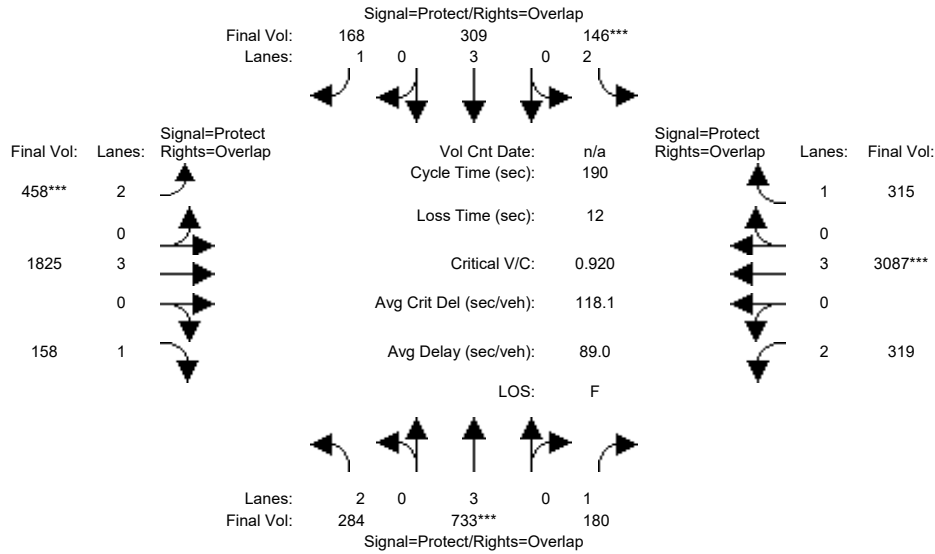 Signal=Protect/Rights=Overlap
Final Vol: 168 309 146***
Lanes: 1 0 3 0 2
Signal=Protect
Final Vol: Lanes: Rights=Overlap
Vol Cnt Date: n/a
Signal=Protect
Rights=Overlap Lanes: Final Vol:
Cycle Time (sec): 190
458*** 2
1 315
Loss Time (sec): 12
0
0
1825 3
Critical V/C: 0.920
3 3087***
0
Avg Crit Del (sec/veh): 118.1
0
158 1
Avg Delay (sec/veh): 89.0
2 319
LOS: F
Lanes: 2 0 3 0 1
Final Vol: 284 733*** 180
Signal=Protect/Rights=Overlap